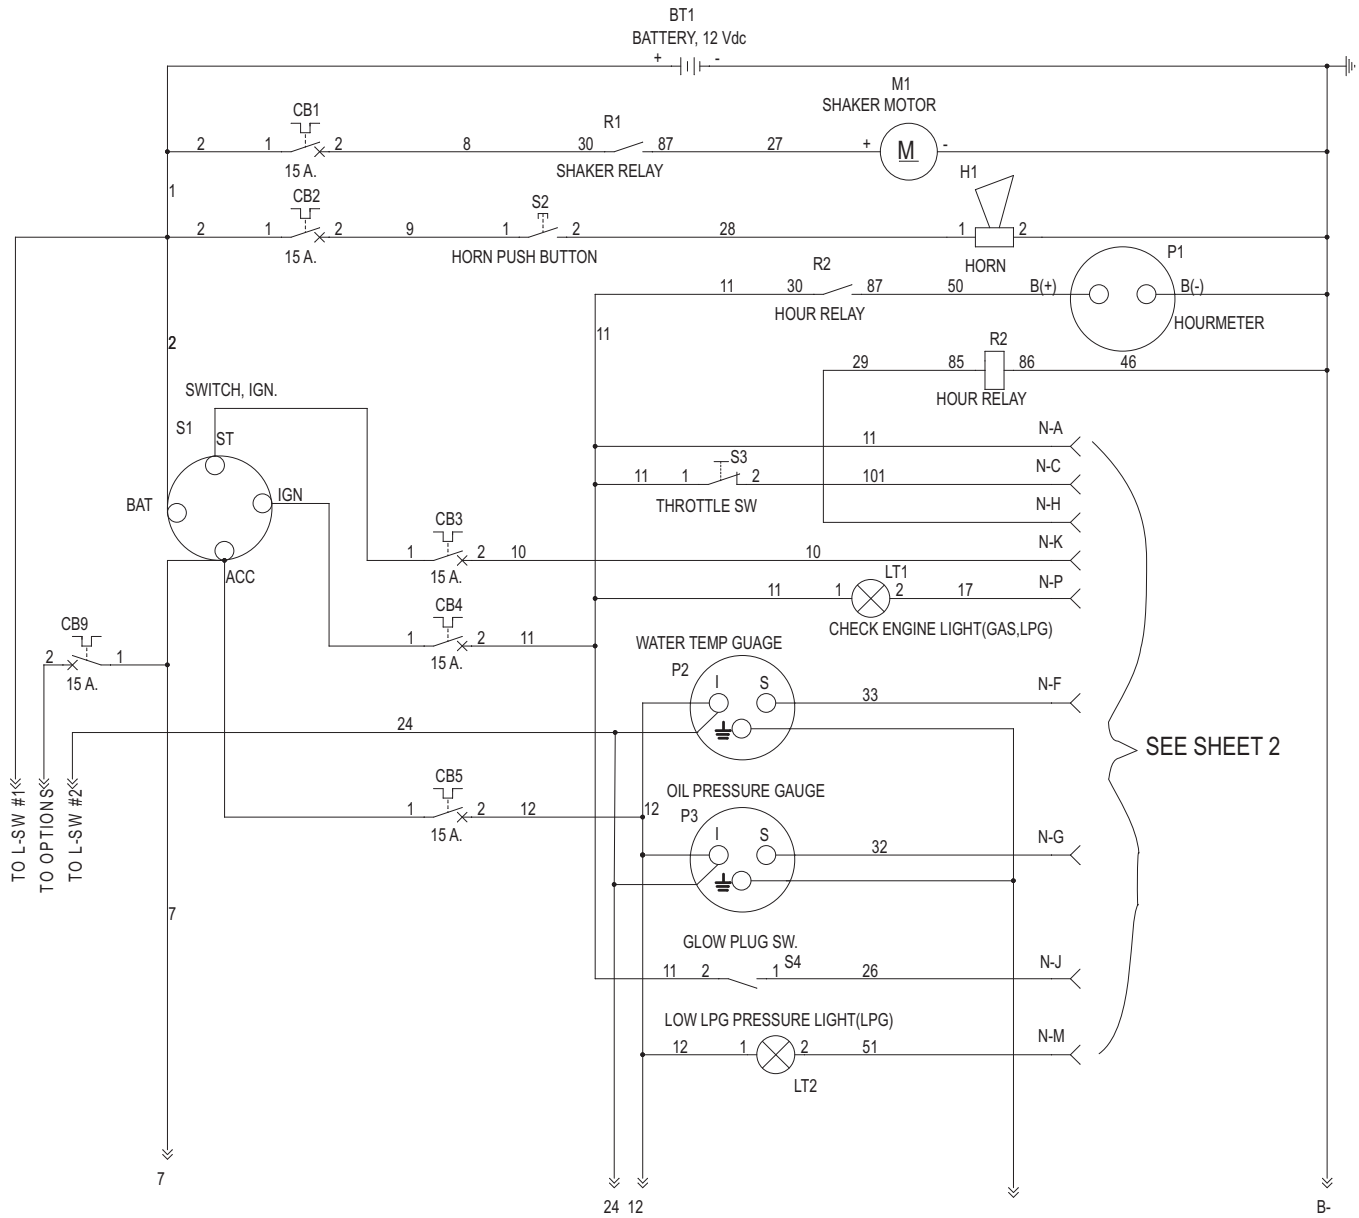 BT1
BATTERY, 12 Vdc
+ -
M1
SHAKER MOTOR
CB1
R1
2 1 2 8 30 87 27 + M -
15 A.
SHAKER RELAY
H1
1
CB2
S2
2 1 2 9 1 2 28 1 2
15 A.
HORN PUSH BUTTON
HORN
P1
R2
11 30 87 50 B(+) B(-)
HOUR RELAY
HOURMETER
11
2
R2
29 85 86 46
HOUR RELAY
SWITCH, IGN.
S1
ST
BAT
IGN
ACC
11 N-A
S3
11 1 2 101 N-C
THROTTLE SW
N-H
CB3
1 2 10 10 N-K
15 A.
LT1
11 1 2 17 N-P
CHECK ENGINE LIGHT(GAS,LPG)
CB4
1 2 11
15 A.
CB9
2 1
15 A.
WATER TEMP GUAGE
P2
I S
33 N-F
24
SEE SHEET 2
CB5
1 2 12 12
15 A.
OIL PRESSURE GAUGE
P3
I S
32 N-G
TO L-SW #1
TO OPTIONS
TO L-SW #2
7
GLOW PLUG SW.
11 2 1 S4 26 N-J
LOW LPG PRESSURE LIGHT(LPG)
12 1 2 51 N-M
LT2
7
24 12
B-